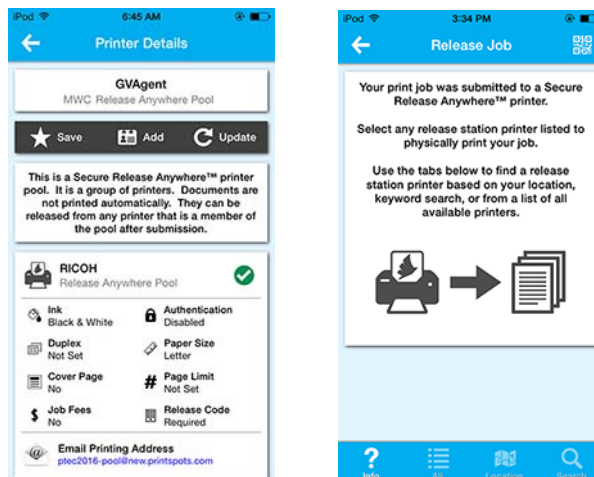 iPod 6:45 AM
Printer Details
GVAgent
MWC Release Anywhere Pool
Save Add Update
This is a Secure Release Anywhere™ printer
pool. It is a group of printers. Documents are
not printed automatically. They can be
released from any printer that is a member of
the pool after submission.
RICOH
Release Anywhere Pool
Ink
Black & White
Authentication
Disabled
Duplex
Not Set
Paper Size
Letter
Cover Page
No
Page Limit
Not Set
Job Fees
No
Release Code
Required
Email Printing Address
ptec2016-pool@new.printspots.com
iPod 3:34 PM
Release Job
Your print job was submitted to a Secure
Release Anywhere™ printer.
Select any release station printer listed to
physically print your job.
Use the tabs below to find a release
station printer based on your location,
keyword search, or from a list of all
available printers.
Info All Location Search